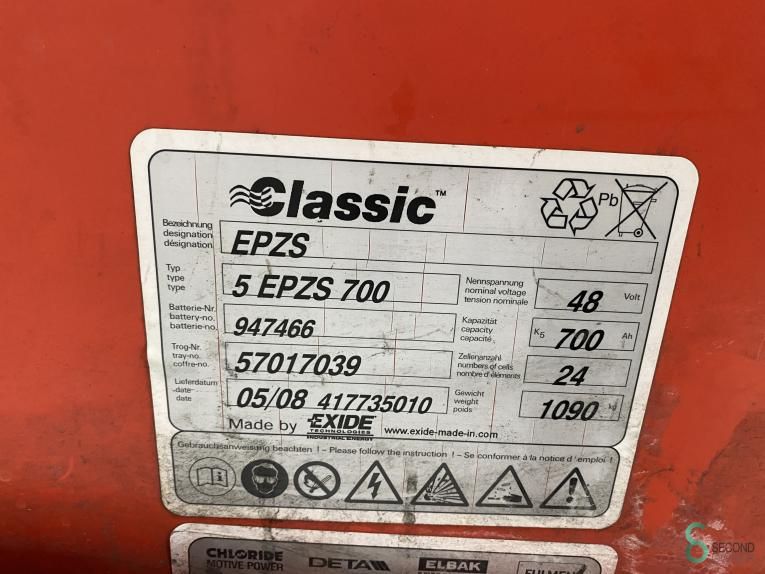 Classic™
Pb
Bezeichnung
designation
désignation
EPZS
Typ
type
type
5 EPZS 700
Nennspannung
nominal voltage
tension nominale
48 Volt
Batterie-Nr.
battery-no.
batterie-no.
947466
Kapazität
capacity
capacité
K5 700 Ah
Trog-Nr.
tray-no.
coffre-no.
57017039
Zellenanzahl
numbers of cells
nombre d'éléments
24
Lieferdatum
date
date
05/08 417735010
Gewicht
weight
poids
1090 kg
Made by EXIDE
TECHNOLOGIES
INDUSTRIAL ENERGY
www.exide-made-in.com
Gebrauchsanweisung beachten ! – Please follow the instruction ! – Se conformer à la notice d'emploi !
CHLORIDE
MOTIVE POWER
DETA
ELBAK
FULMEN
SECOND